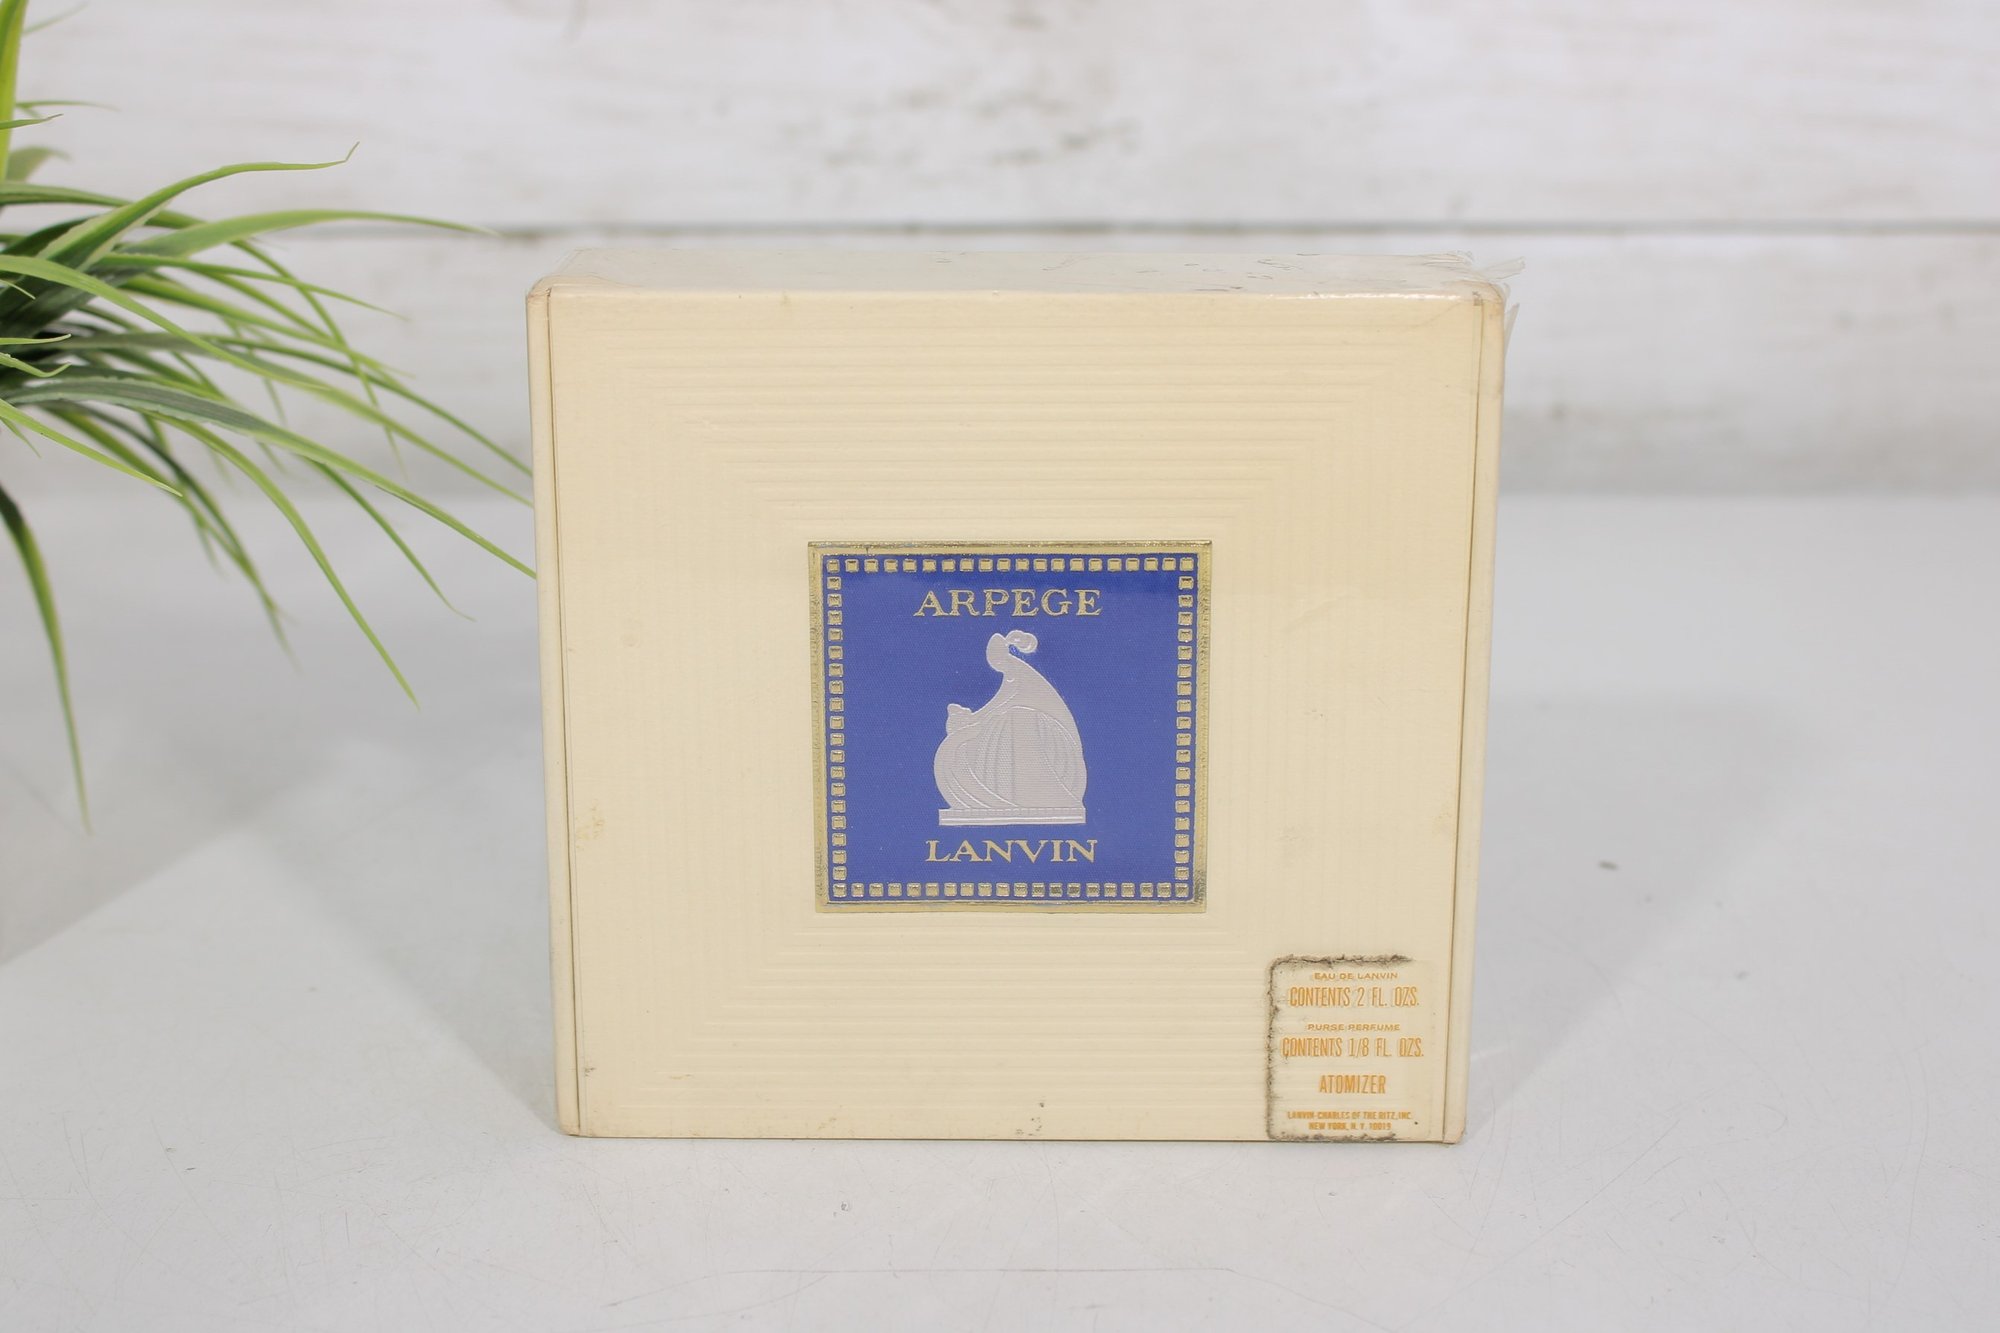 ARPEGE
LANVIN
EAU DE LANVIN
CONTENTS 2 FL. OZS.
PURSE PERFUME
CONTENTS 1/8 FL. OZS.
ATOMIZER
LANVIN-CHARLES OF THE RITZ, INC.
NEW YORK, N. Y. 10019